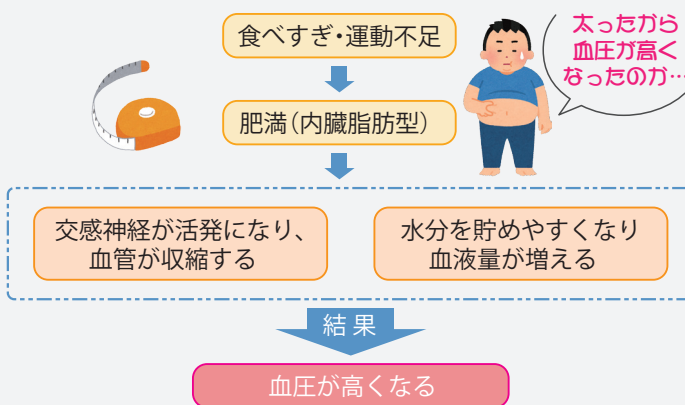 食べすぎ・運動不足
太ったから
血圧が高く
なったのか…
肥満（内臓脂肪型）
交感神経が活発になり、
血管が収縮する
水分を貯めやすくなり
血液量が増える
結果
血圧が高くなる